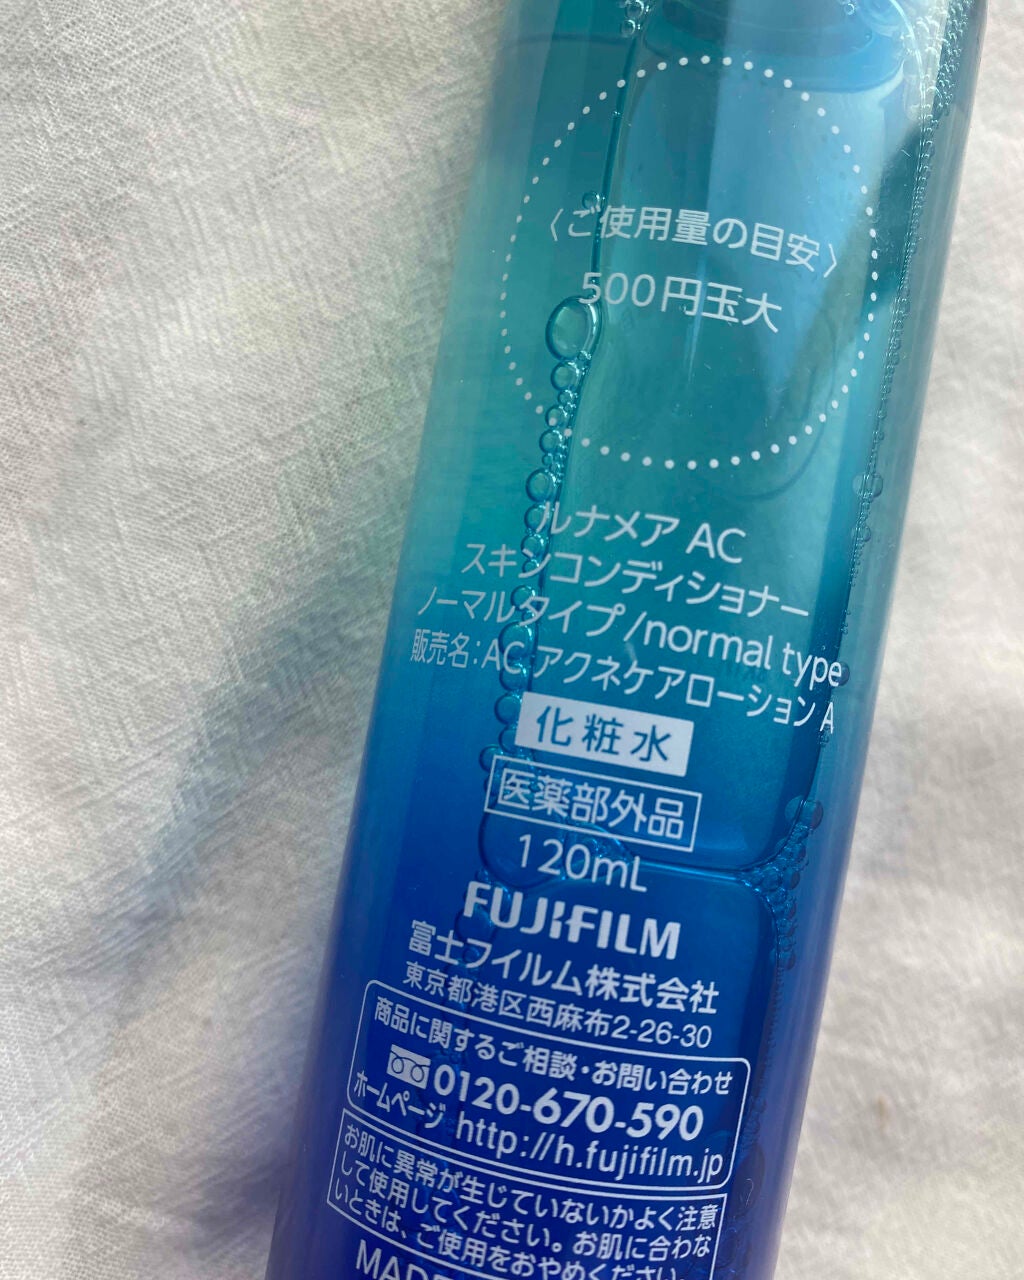 〈ご使用量の目安〉
500円玉大
ルナメア AC
スキンコンディショナー
ノーマルタイプ/normal type
販売名:AC アクネケアローションA
化粧水
医薬部外品
120mL
FUJIFILM
富士フイルム株式会社
東京都港区西麻布2-26-30
商品に関するご相談・お問い合わせ
0120-670-590
ホームページ http://h.fujifilm.jp
お肌に異常が生じていないかよく注意
して使用してください。お肌に合わな
いときは、ご使用をおやめください。